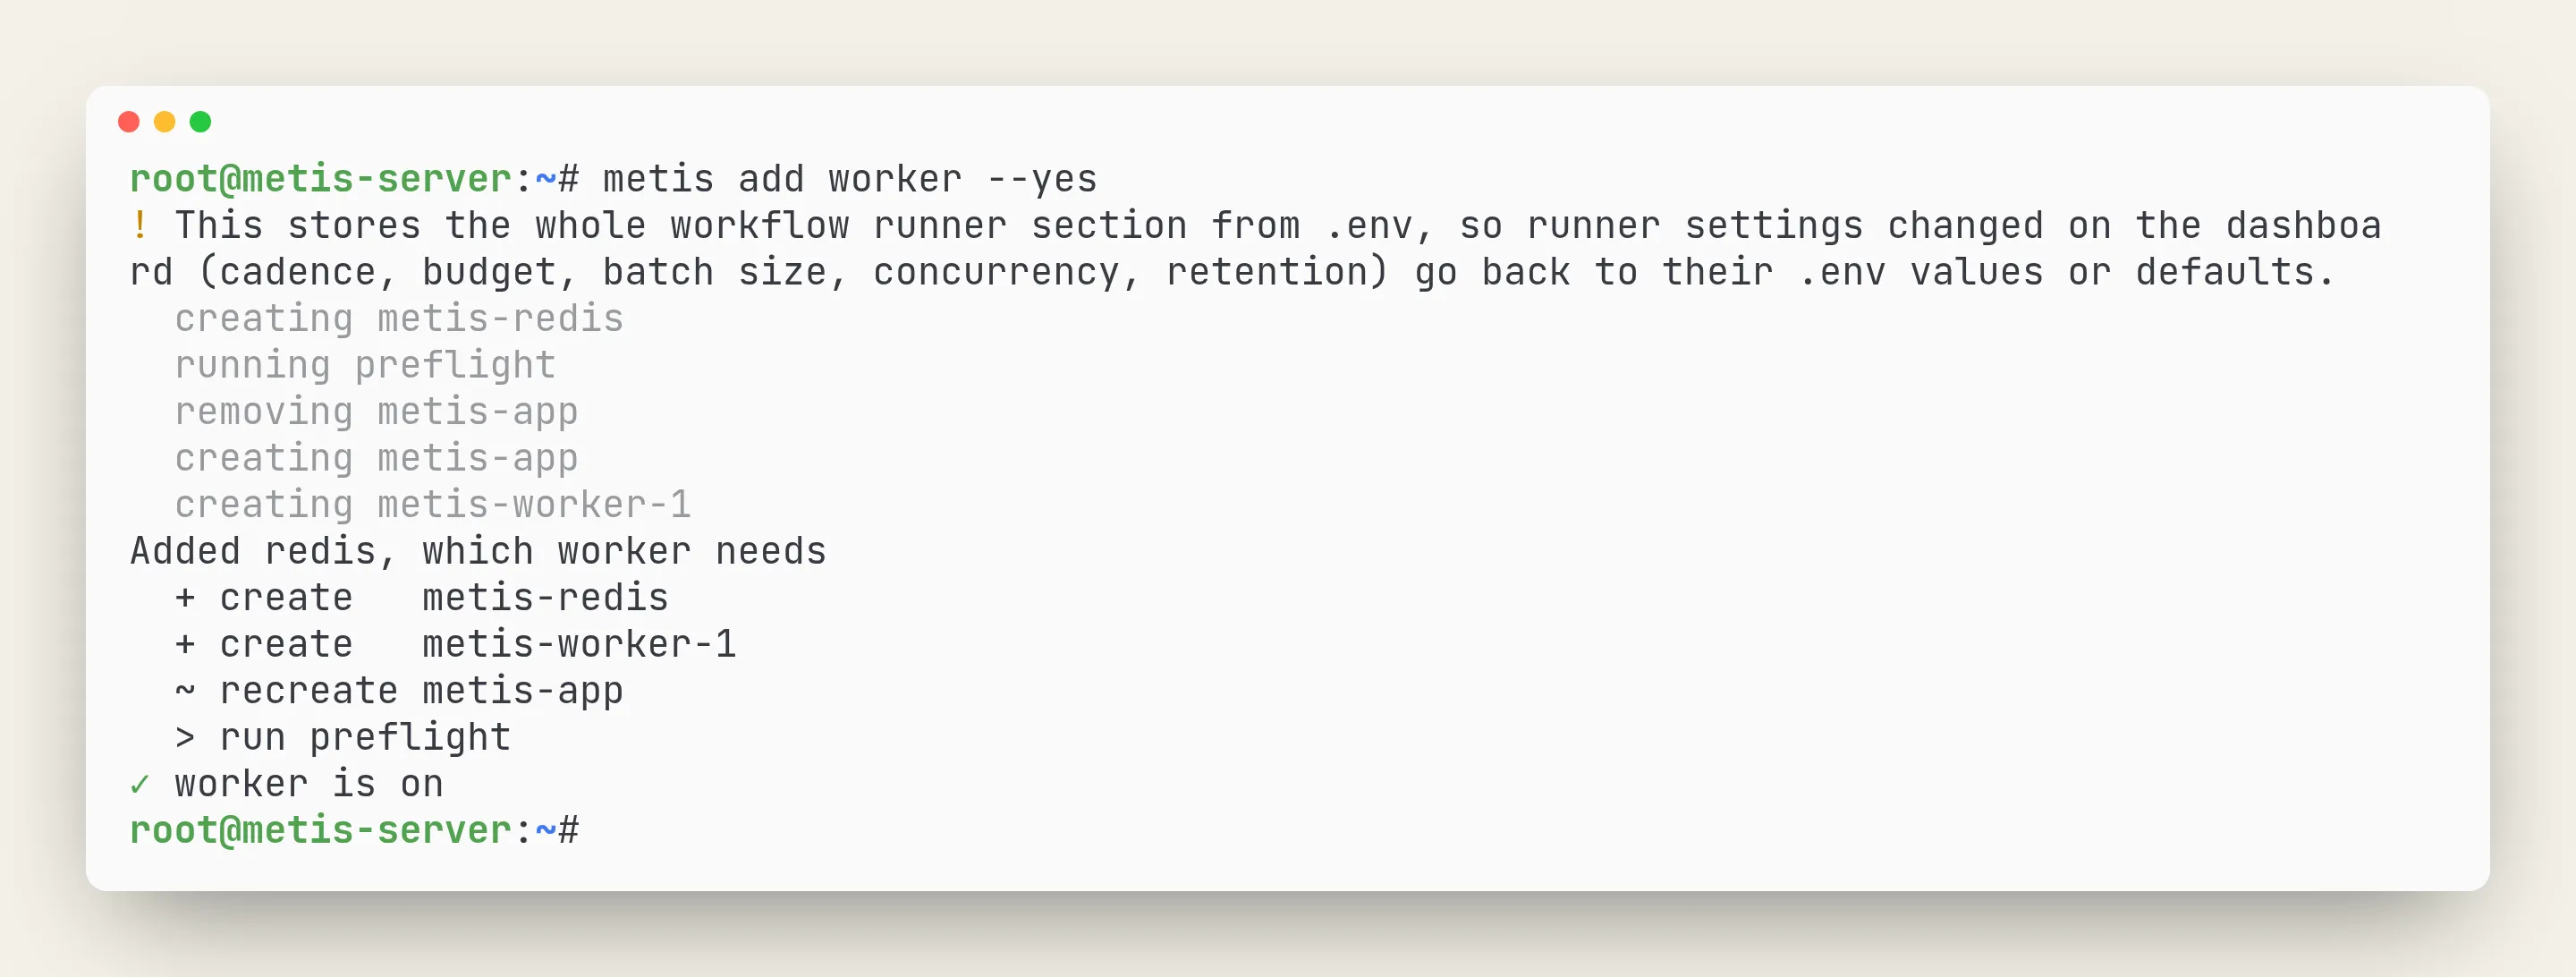 root@metis-server:~# metis add worker --yes
! This stores the whole workflow runner section from .env, so runner settings changed on the dashboa
rd (cadence, budget, batch size, concurrency, retention) go back to their .env values or defaults.
  creating metis-redis
  running preflight
  removing metis-app
  creating metis-app
  creating metis-worker-1
Added redis, which worker needs
  + create   metis-redis
  + create   metis-worker-1
  ~ recreate metis-app
  > run preflight
✓ worker is on
root@metis-server:~#